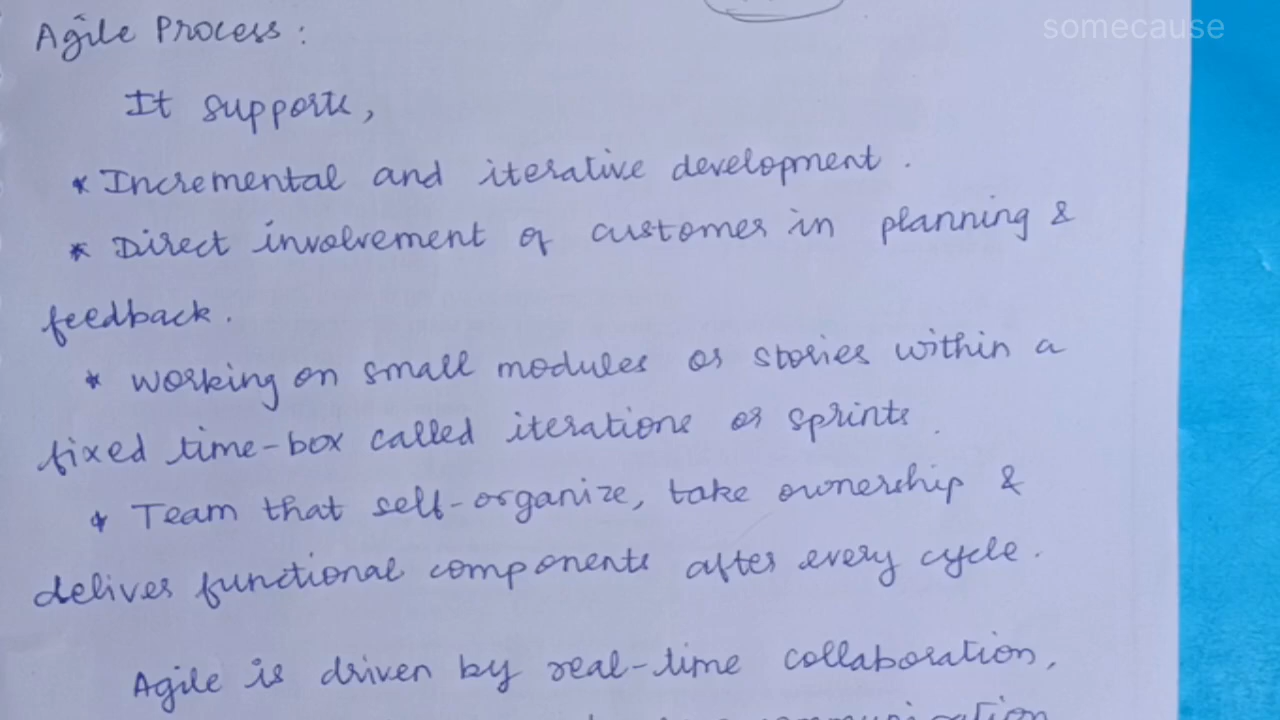 somecause
Agile Process :
It supports,
* Incremental and iterative development .
* Direct involvement of customer in planning &
feedback .
* working on small modules or stories within a
fixed time-box called iterations or sprints .
* Team that self-organize, take ownership &
deliver functional components after every cycle .
Agile is driven by real-time collaboration,